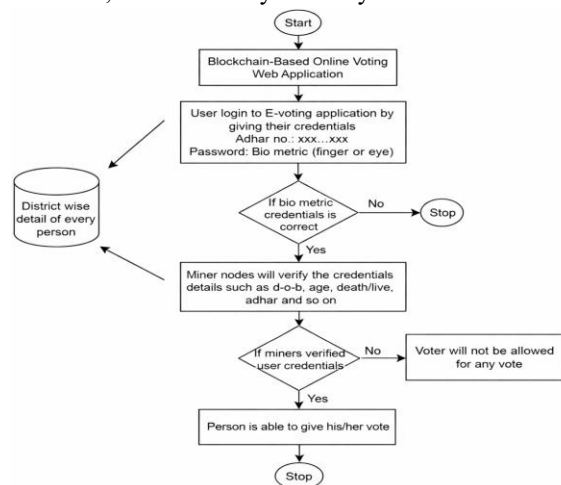 Start
Blockchain-Based Online Voting
Web Application
User login to E-voting application by
giving their credentials
Adhar no.: xxx...xxx
Password: Bio metric (finger or eye)
District wise
detail of every
person
If bio metric
credentials is
correct
No
Stop
Yes
Miner nodes will verify the credentials
details such as d-o-b, age, death/live,
adhar and so on
If miners verified
user credentials
No
Voter will not be allowed
for any vote
Yes
Person is able to give his/her vote
Stop